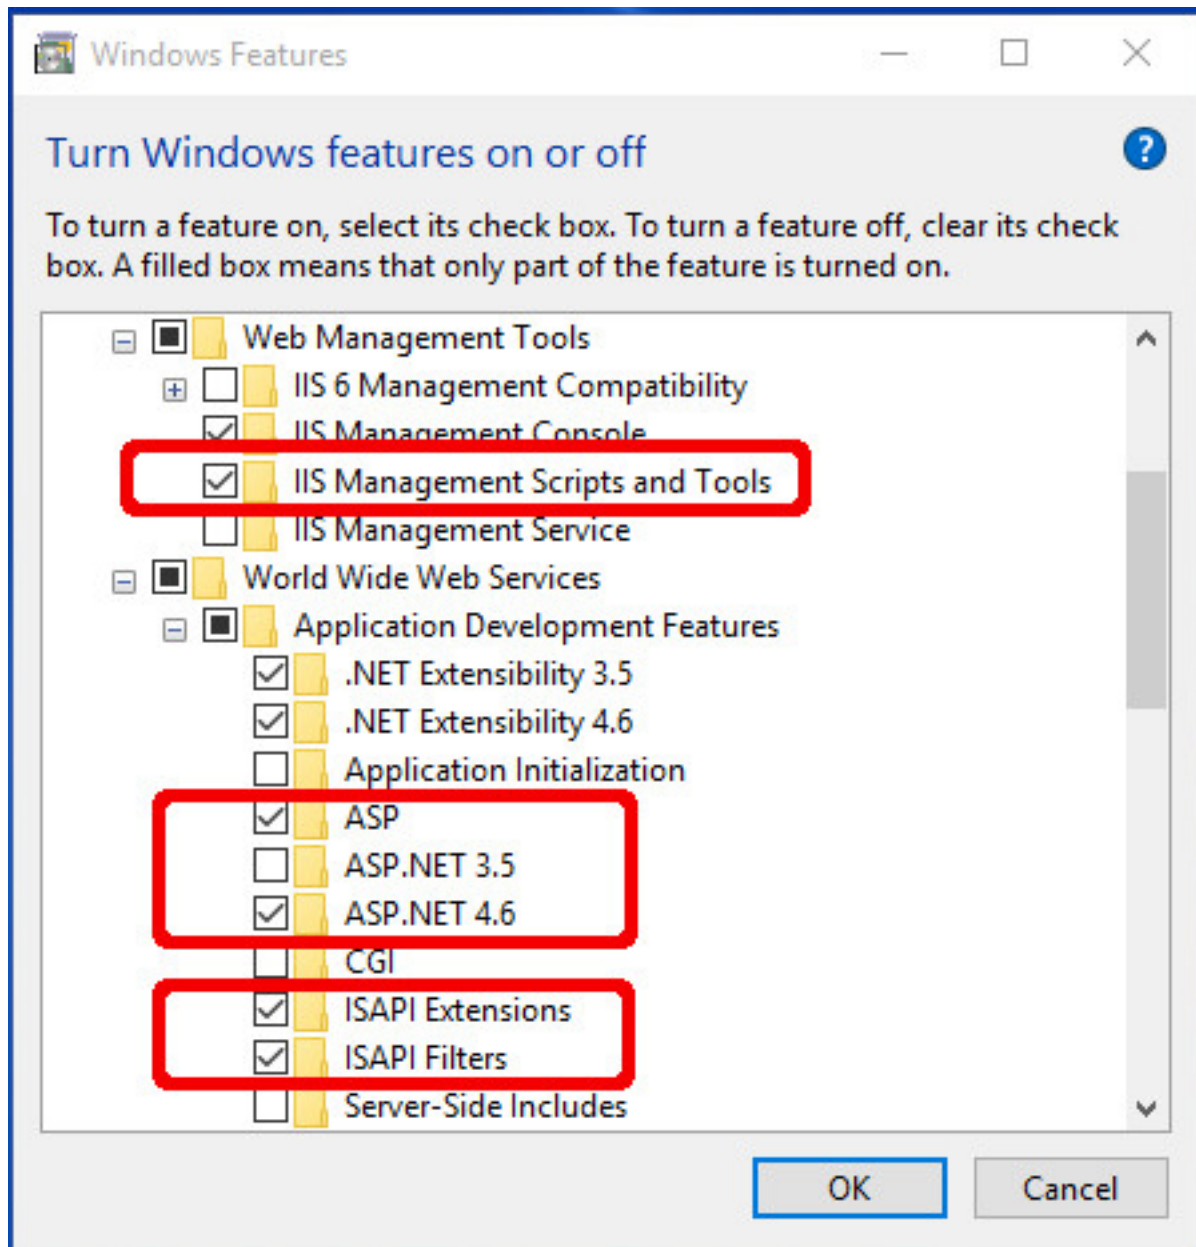 Windows Features
Turn Windows features on or off
?
To turn a feature on, select its check box. To turn a feature off, clear its check
box. A filled box means that only part of the feature is turned on.
Web Management Tools
IIS 6 Management Compatibility
IIS Management Console
IIS Management Scripts and Tools
IIS Management Service
World Wide Web Services
Application Development Features
.NET Extensibility 3.5
.NET Extensibility 4.6
Application Initialization
ASP
ASP.NET 3.5
ASP.NET 4.6
CGI
ISAPI Extensions
ISAPI Filters
Server-Side Includes
OK Cancel